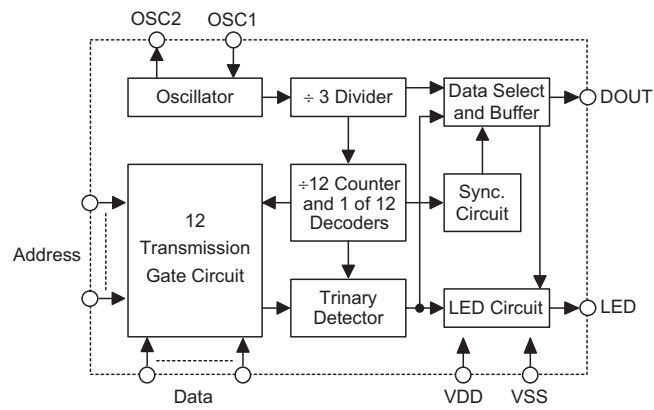 OSC2 OSC1
Oscillator
÷ 3 Divider
Data Select
and Buffer
DOUT
÷12 Counter
and 1 of 12
Decoders
Sync.
Circuit
12
Transmission
Gate Circuit
Address
Trinary
Detector
LED Circuit
LED
Data
VDD
VSS